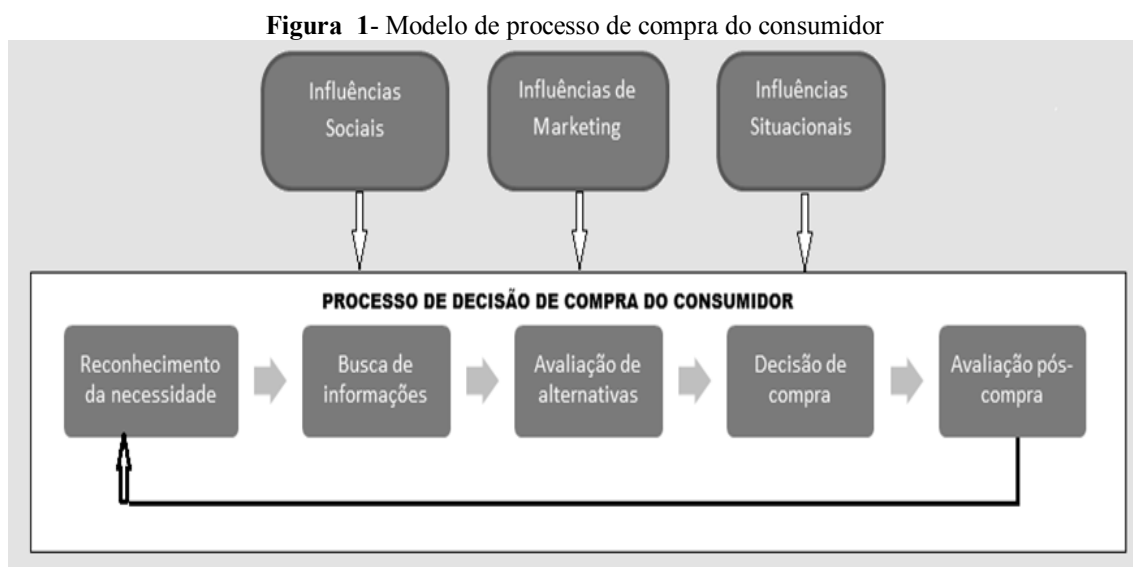 Figura 1- Modelo de processo de compra do consumidor
Influências
Sociais
Influências de
Marketing
Influências
Situacionais
PROCESSO DE DECISÃO DE COMPRA DO CONSUMIDOR
Reconhecimento
da necessidade
Busca de
informações
Avaliação de
alternativas
Decisão de
compra
Avaliação pós-
compra